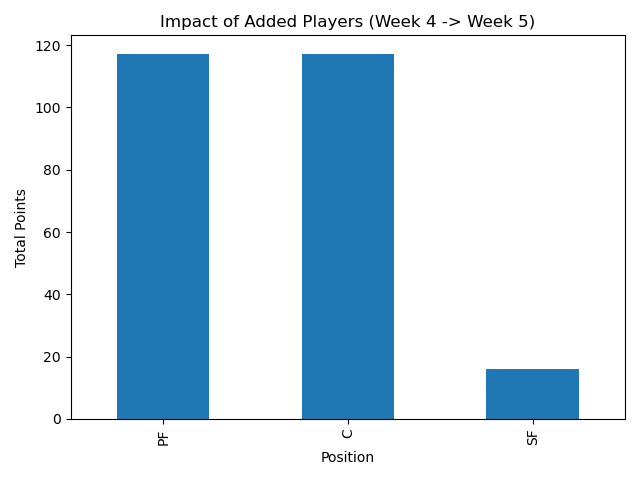 Impact of Added Players (Week 4 -> Week 5)
Total Points
120
100
80
60
40
20
0
PF
C
SF
Position